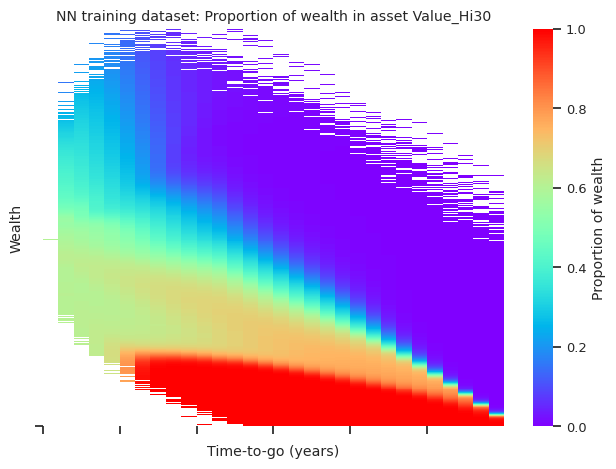 NN training dataset: Proportion of wealth in asset Value_Hi30
Wealth
Time-to-go (years)
1.0
0.8
0.6
0.4
0.2
0.0
Proportion of wealth